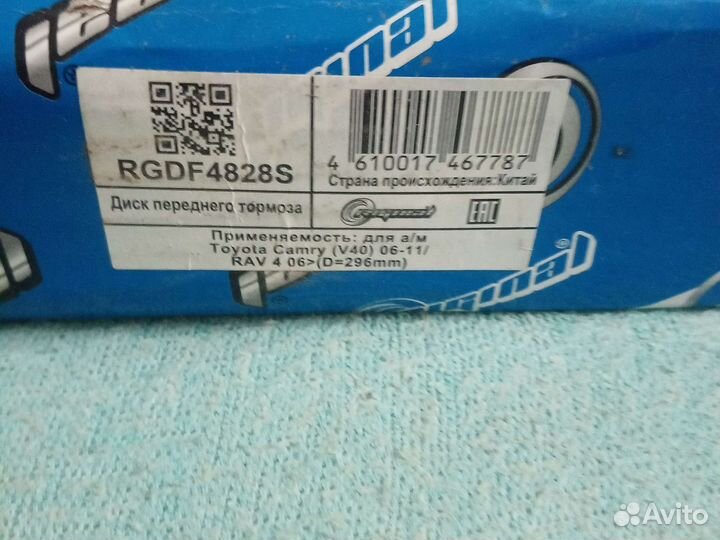 RGDF4828S
4 610017 467787
Страна происхождения:Китай
Диск переднего тормоза
EAC
Применяемость: для а/м
Toyota Camry (V40) 06-11/
RAV 4 06>(D=296mm)
Avito